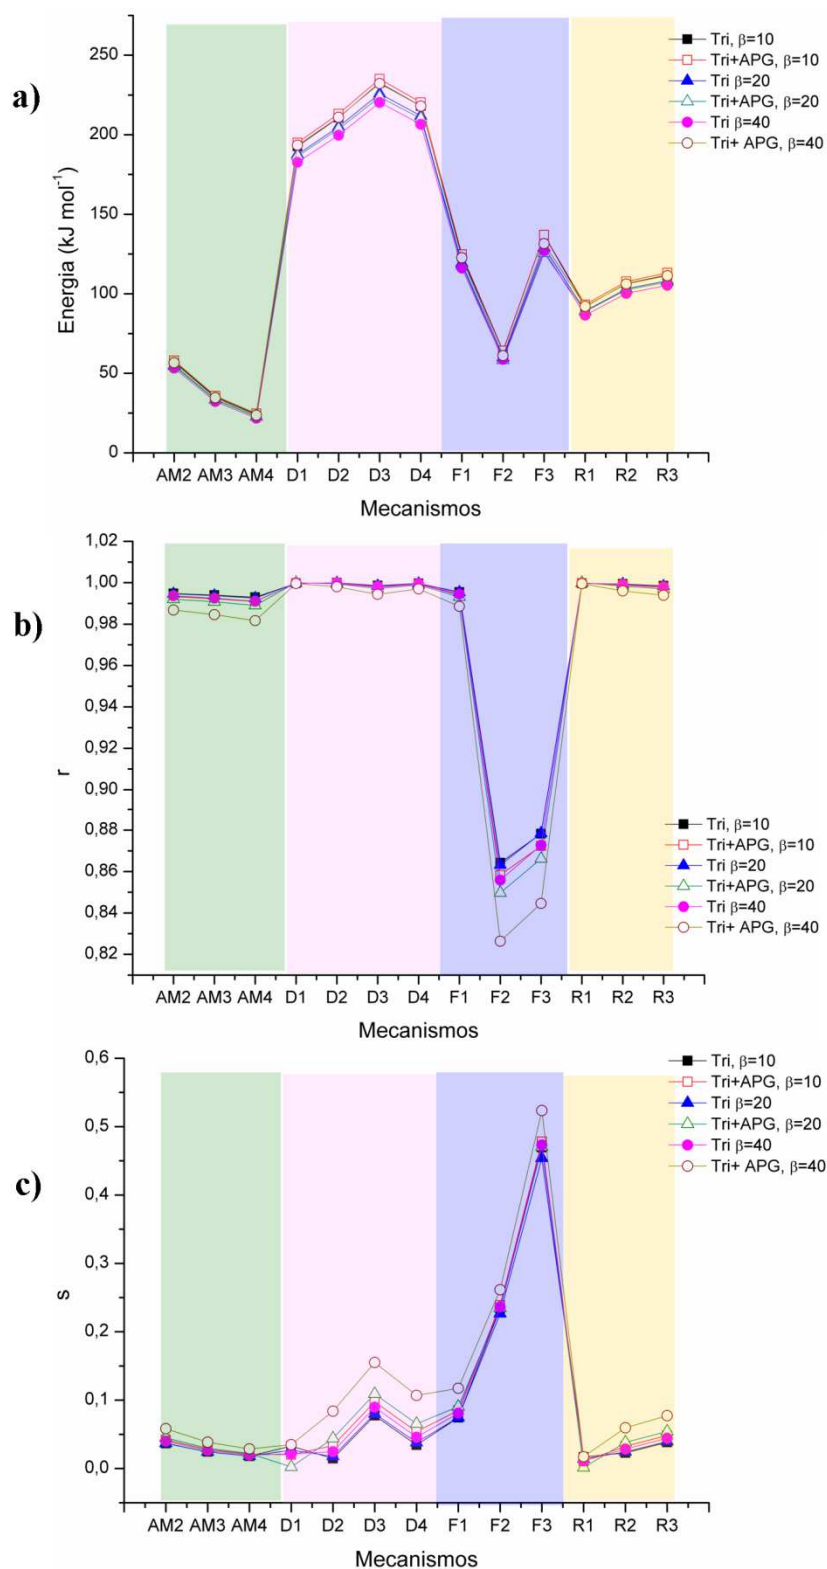 a)
Energia (kJ mol⁻¹)
250
200
150
100
50
0
Tri, β=10
Tri+APG, β=10
Tri β=20
Tri+APG, β=20
Tri β=40
Tri+ APG, β=40
AM2 AM3 AM4 D1 D2 D3 D4 F1 F2 F3 R1 R2 R3
Mecanismos
b)
r
1,02
1,00
0,98
0,96
0,94
0,92
0,90
0,88
0,86
0,84
0,82
Tri, β=10
Tri+APG, β=10
Tri β=20
Tri+APG, β=20
Tri β=40
Tri+ APG, β=40
AM2 AM3 AM4 D1 D2 D3 D4 F1 F2 F3 R1 R2 R3
Mecanismos
c)
s
0,6
0,5
0,4
0,3
0,2
0,1
0,0
Tri, β=10
Tri+APG, β=10
Tri β=20
Tri+APG, β=20
Tri β=40
Tri+ APG, β=40
AM2 AM3 AM4 D1 D2 D3 D4 F1 F2 F3 R1 R2 R3
Mecanismos